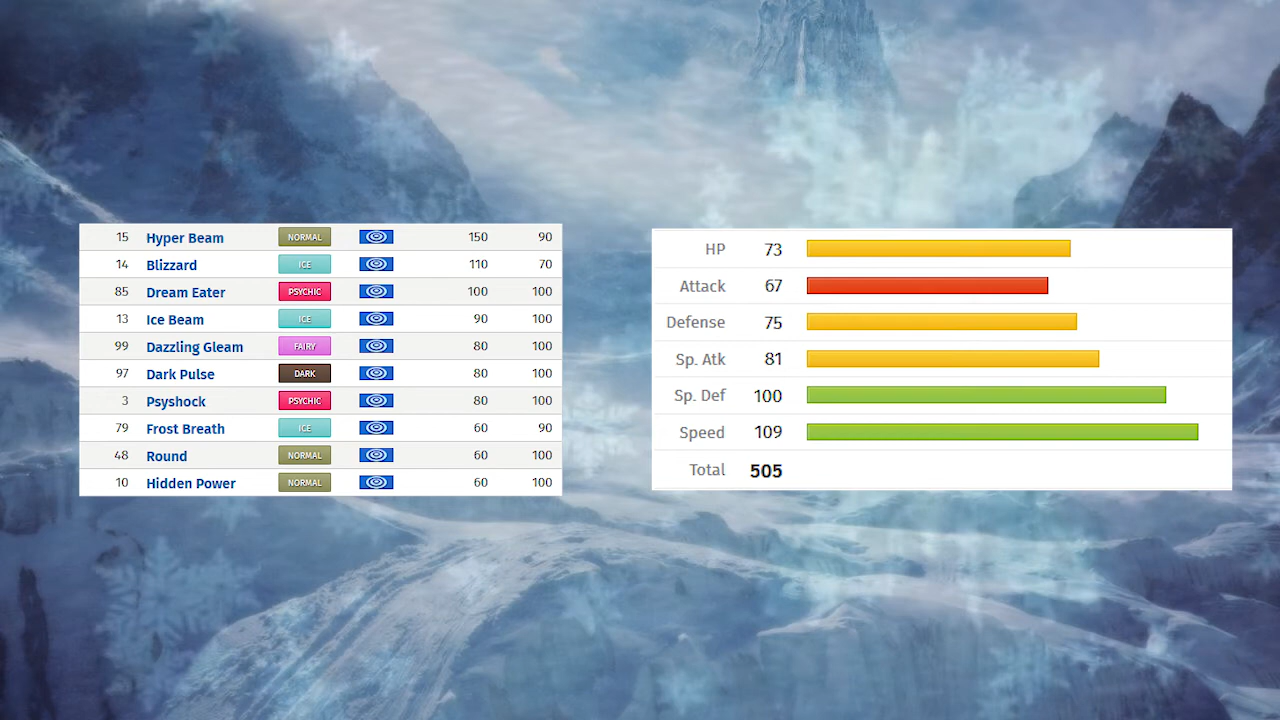 15 Hyper Beam NORMAL 150 90
14 Blizzard ICE 110 70
85 Dream Eater PSYCHIC 100 100
13 Ice Beam ICE 90 100
99 Dazzling Gleam FAIRY 80 100
97 Dark Pulse DARK 80 100
3 Psyshock PSYCHIC 80 100
79 Frost Breath ICE 60 90
48 Round NORMAL 60 100
10 Hidden Power NORMAL 60 100
HP 73
Attack 67
Defense 75
Sp. Atk 81
Sp. Def 100
Speed 109
Total 505